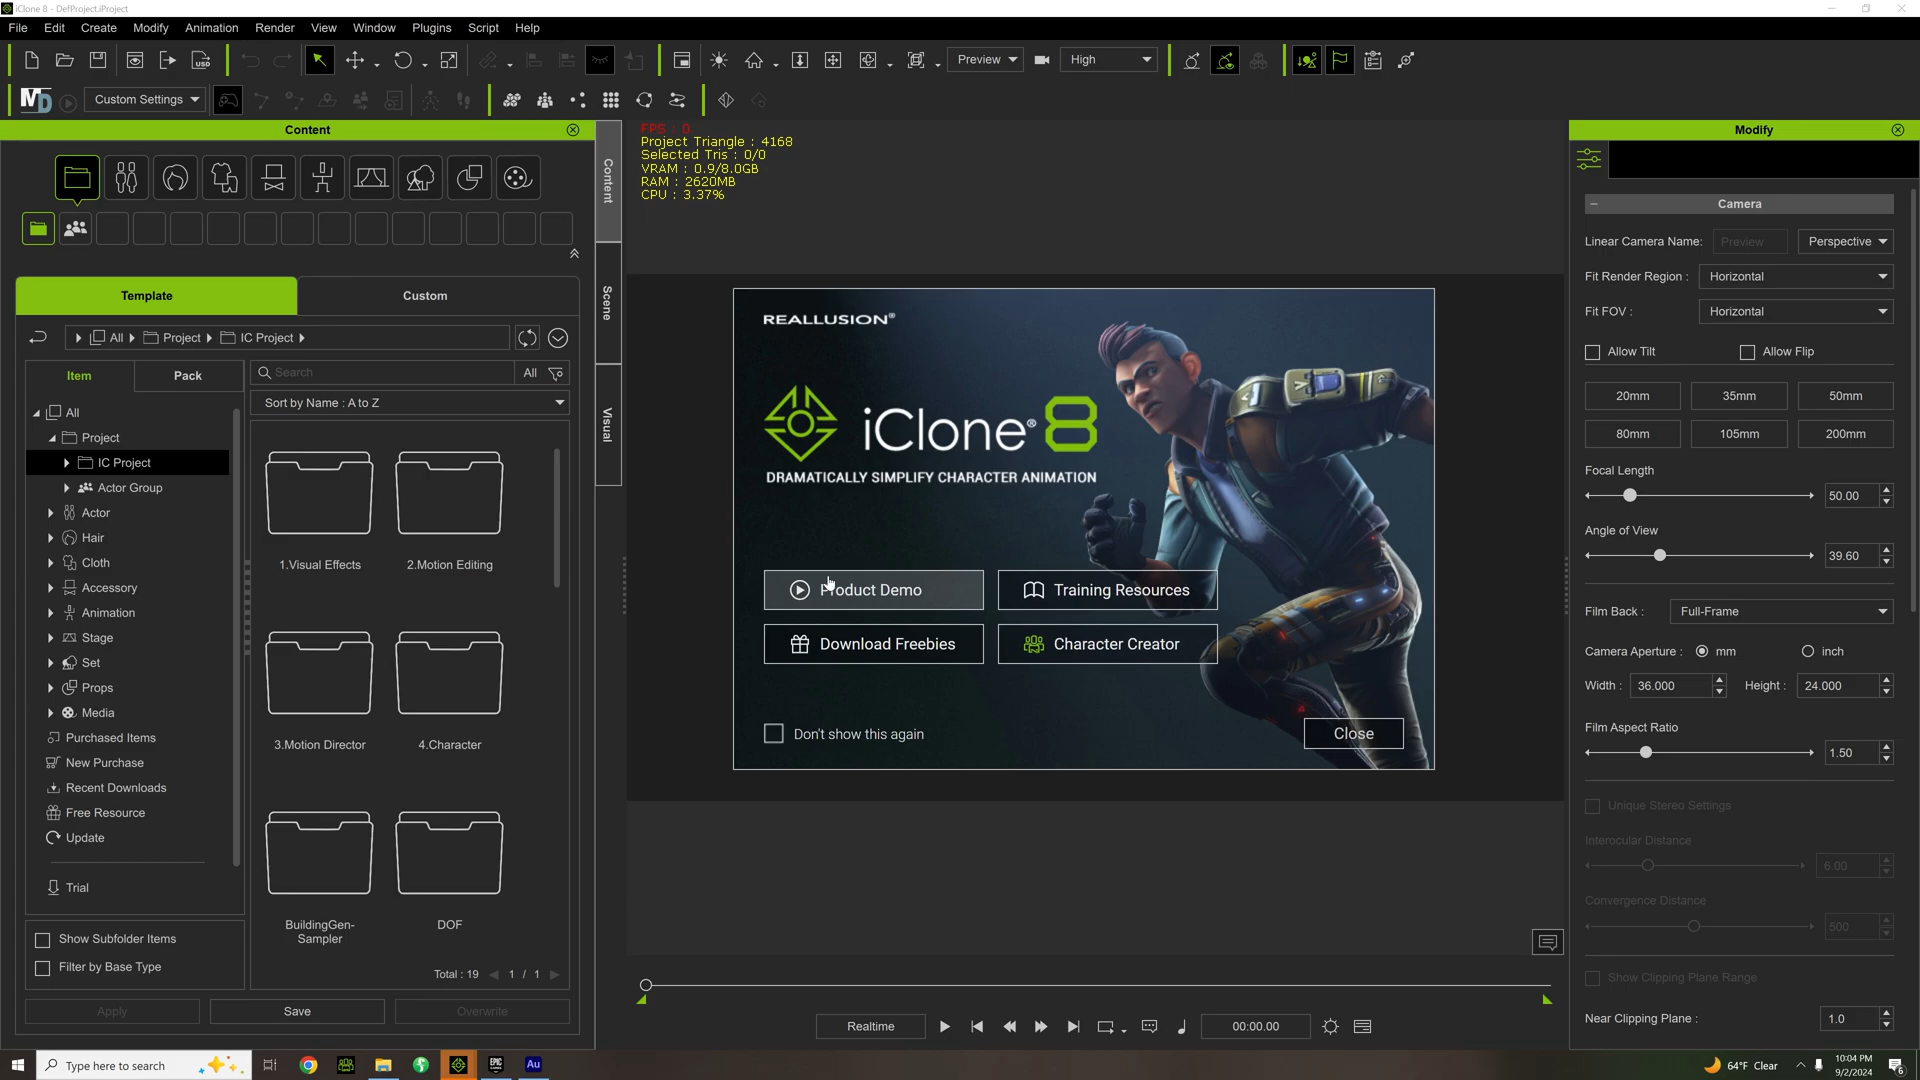 iClone 8 - DefProject.iProject
File Edit Create Modify Animation Render View Window Plugins Script Help
Preview High
MD Custom Settings
Content
Template Custom
All Project IC Project
Item Pack
Search All
Sort by Name : A to Z
All
Project
IC Project
Actor Group
Actor
Hair
Cloth
Accessory
Animation
Stage
Set
Props
Media
Purchased Items
New Purchase
Recent Downloads
Free Resource
Update
Trial
1.Visual Effects 2.Motion Editing
3.Motion Director 4.Character
BuildingGen-
Sampler
DOF
Show Subfolder Items
Filter by Base Type
Total : 19 1 / 1
Apply Save Overwrite
Content
Scene
Visual
FPS : 0
Project Triangle : 4168
Selected Tris : 0/0
VRAM : 0.9/8.0GB
RAM : 2620MB
CPU : 3.37%
REALLUSION®
iClone® 8
DRAMATICALLY SIMPLIFY CHARACTER ANIMATION
Product Demo Training Resources
Download Freebies Character Creator
Don't show this again Close
Realtime 00:00.00
Modify
Camera
Linear Camera Name: Preview Perspective
Fit Render Region : Horizontal
Fit FOV : Horizontal
Allow Tilt Allow Flip
20mm 35mm 50mm
80mm 105mm 200mm
Focal Length
50.00
Angle of View
39.60
Film Back : Full-Frame
Camera Aperture : mm inch
Width : 36.000 Height : 24.000
Film Aspect Ratio
1.50
Unique Stereo Settings
Interocular Distance
6.00
Convergence Distance
500
Show Clipping Plane Range
Near Clipping Plane : 1.0
Type here to search
EPIC
GAMES
Au
64°F Clear
10:04 PM
9/2/2024
6